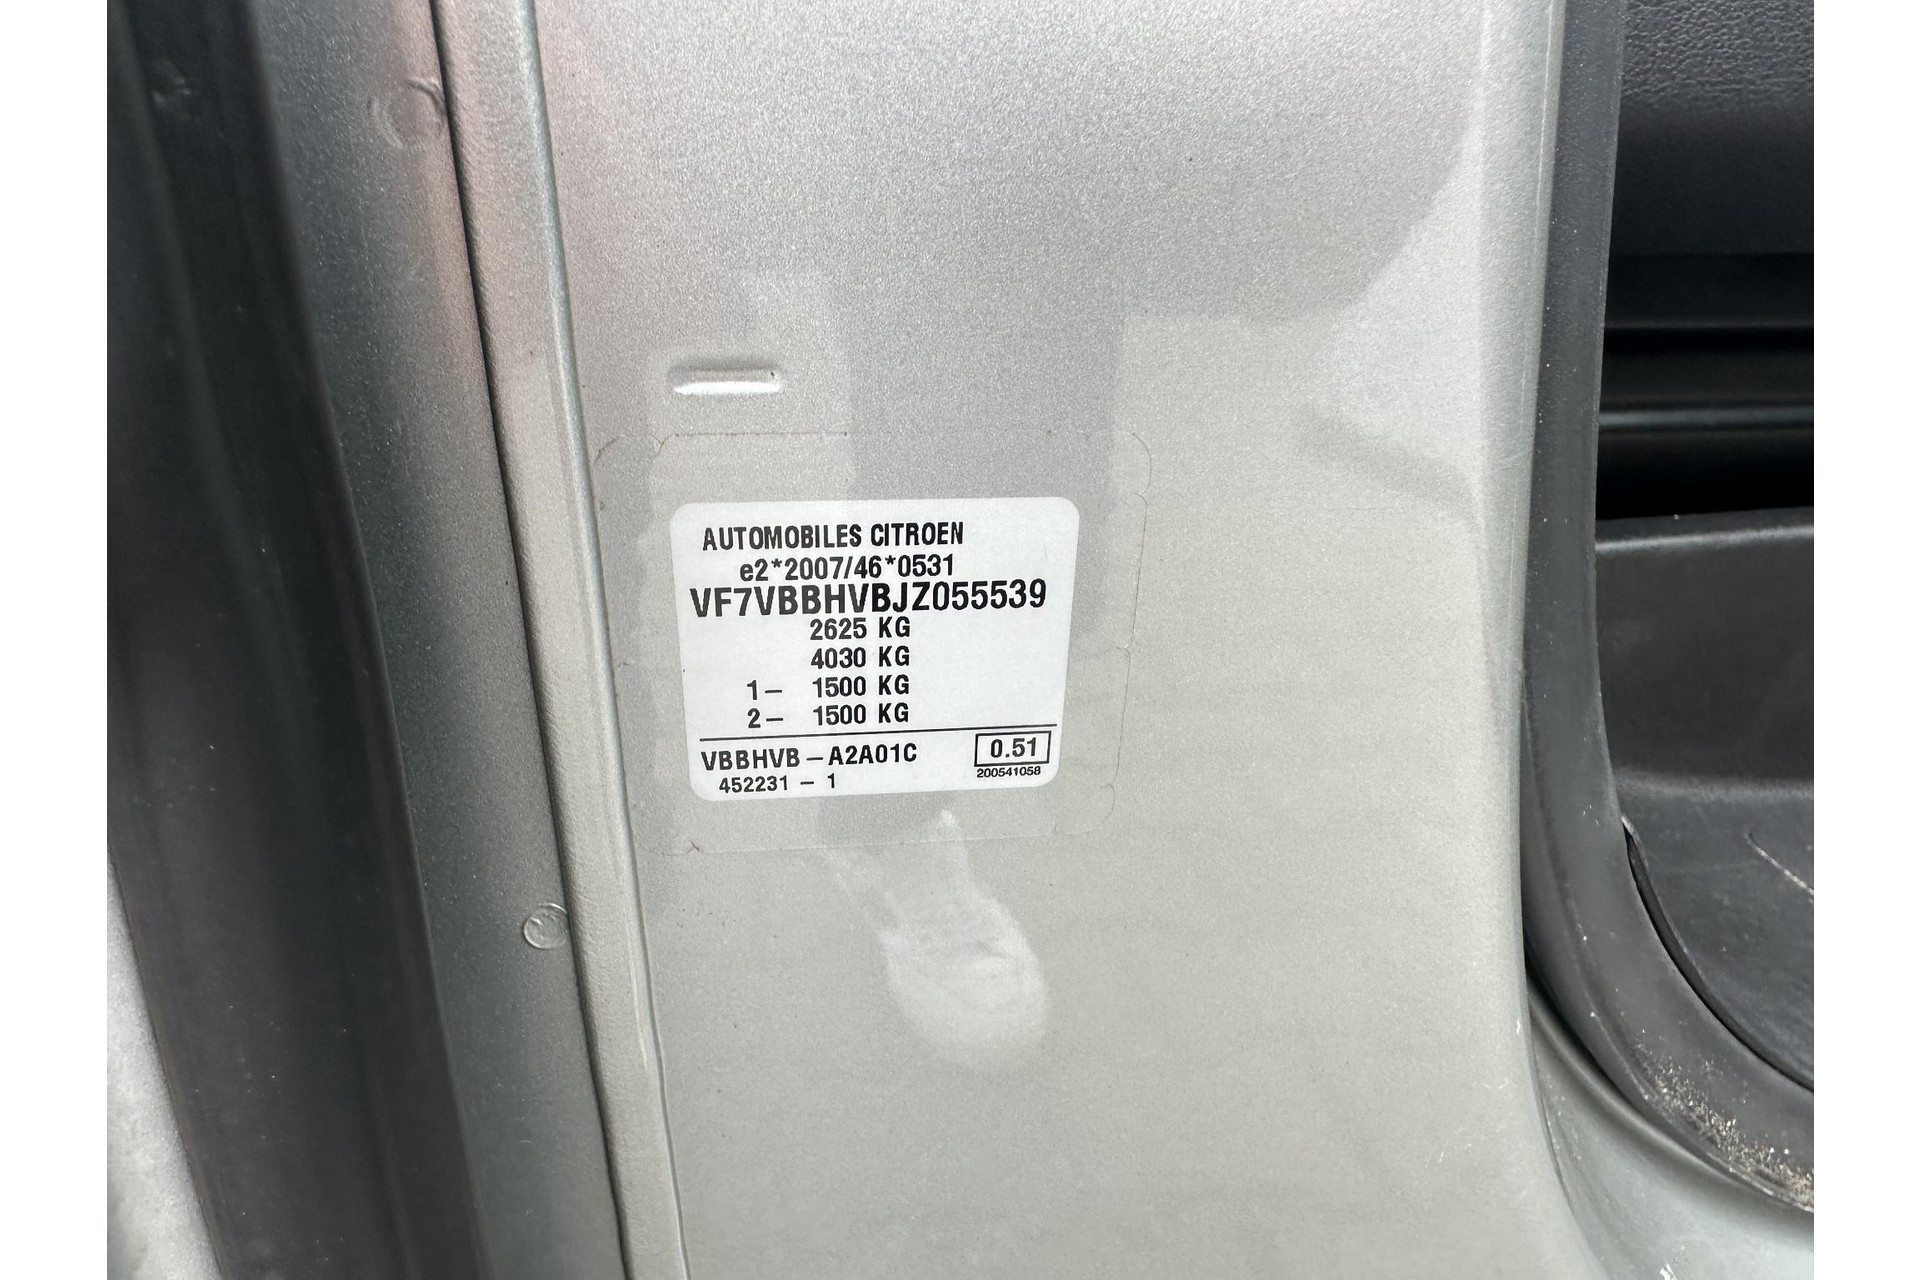 AUTOMOBILES CITROEN
e2*2007/46*0531
VF7VBBHVBJZ055539
2625 KG
4030 KG
1– 1500 KG
2– 1500 KG
VBBHVB – A2A01C 0.51
452231 – 1 200541058